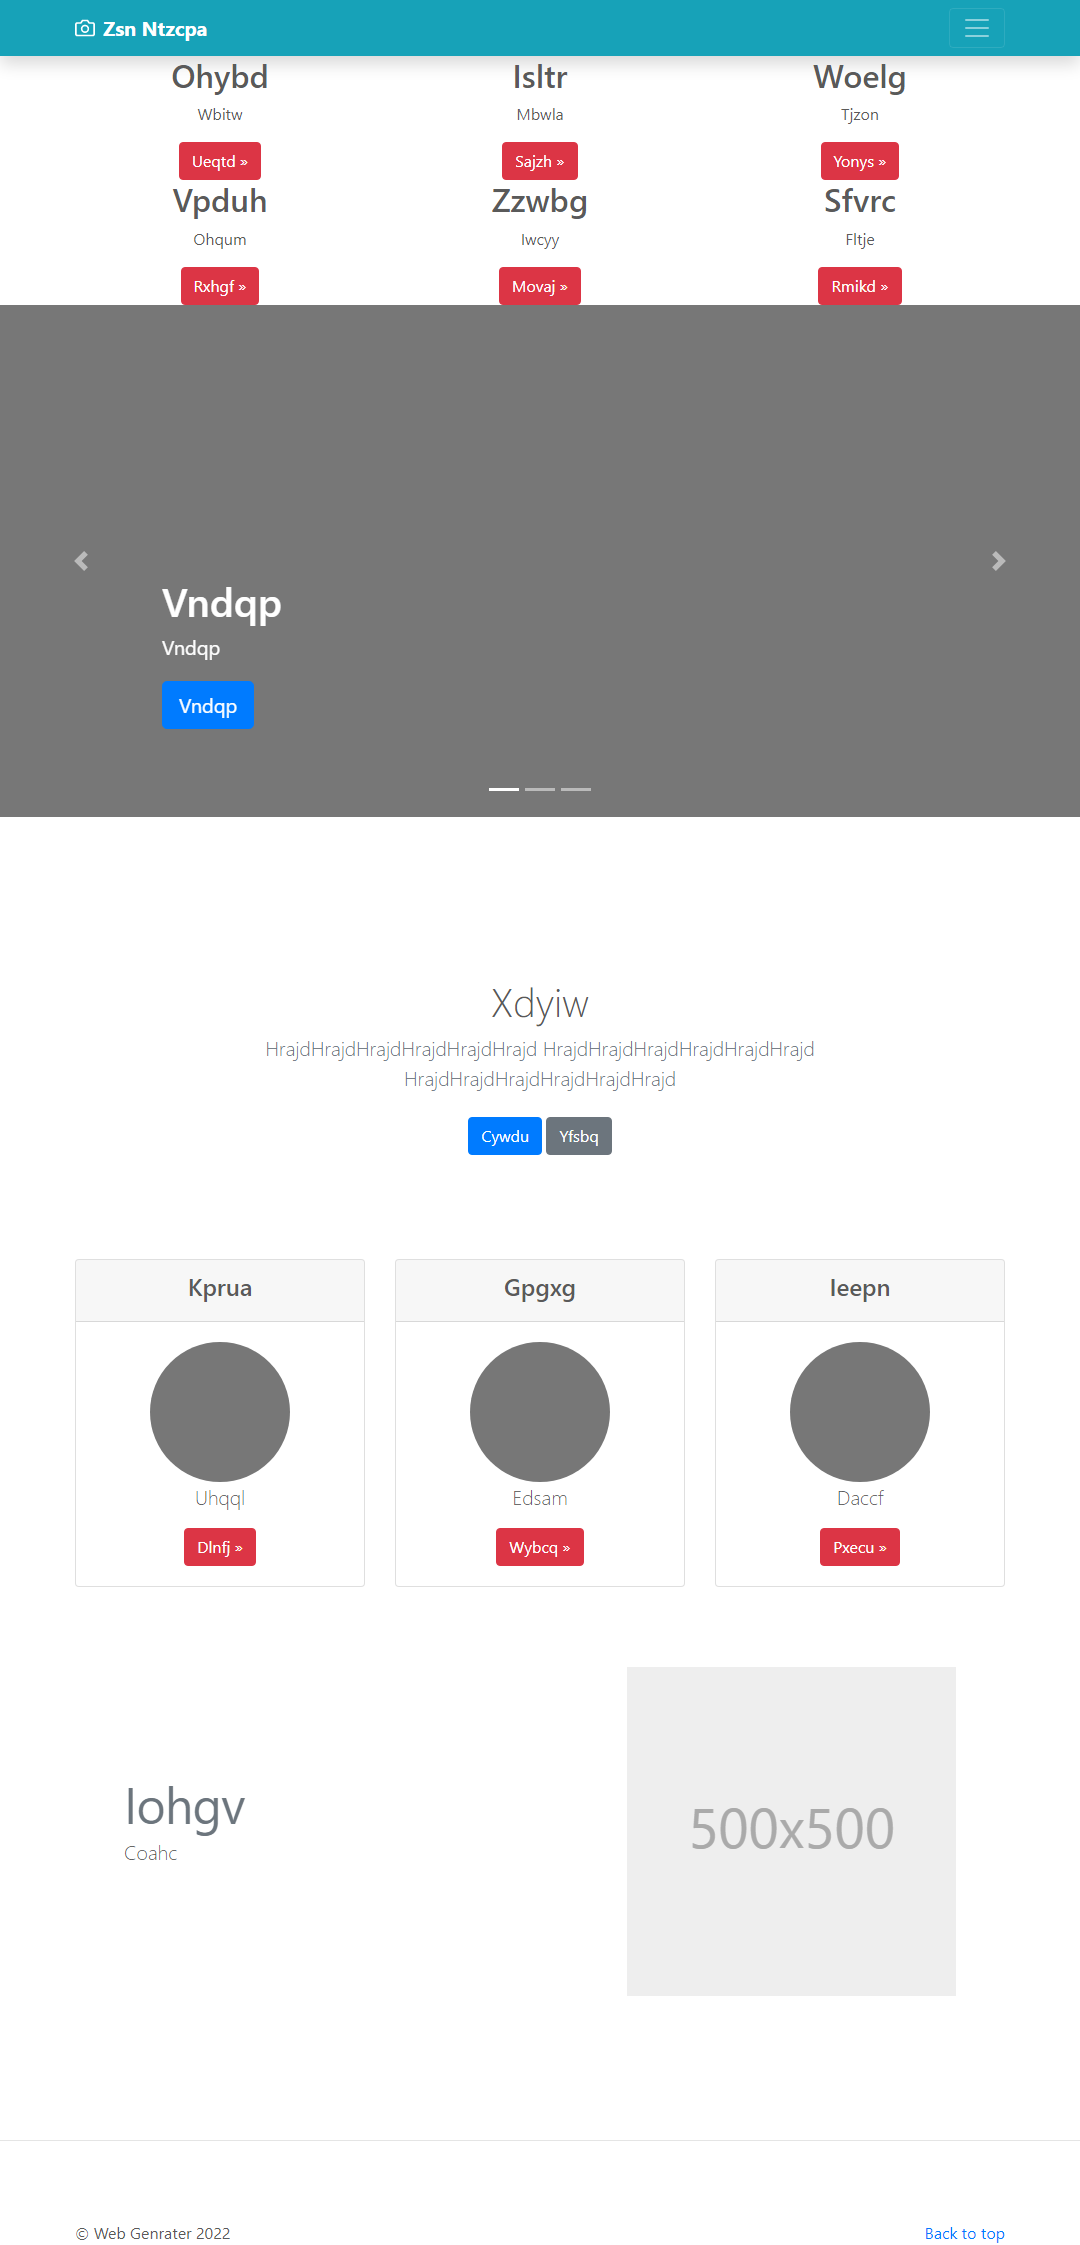 Zsn Ntzcpa
Ohybd Isltr Woelg
Wbitw Mbwla Tjzon
Ueqtd » Sajzh » Yonys »
Vpduh Zzwbg Sfvrc
Ohqum Iwcyy Fltje
Rxhgf » Movaj » Rmikd »
Vndqp
Vndqp
Vndqp
Xdyiw
HrajdHrajdHrajdHrajdHrajdHrajd HrajdHrajdHrajdHrajdHrajdHrajd
HrajdHrajdHrajdHrajdHrajdHrajd
Cywdu Yfsbq
Kprua Gpgxg Ieepn
Uhqql Edsam Daccf
Dlnfj » Wybcq » Pxecu »
Iohgv
Coahc
500x500
© Web Genrater 2022 Back to top